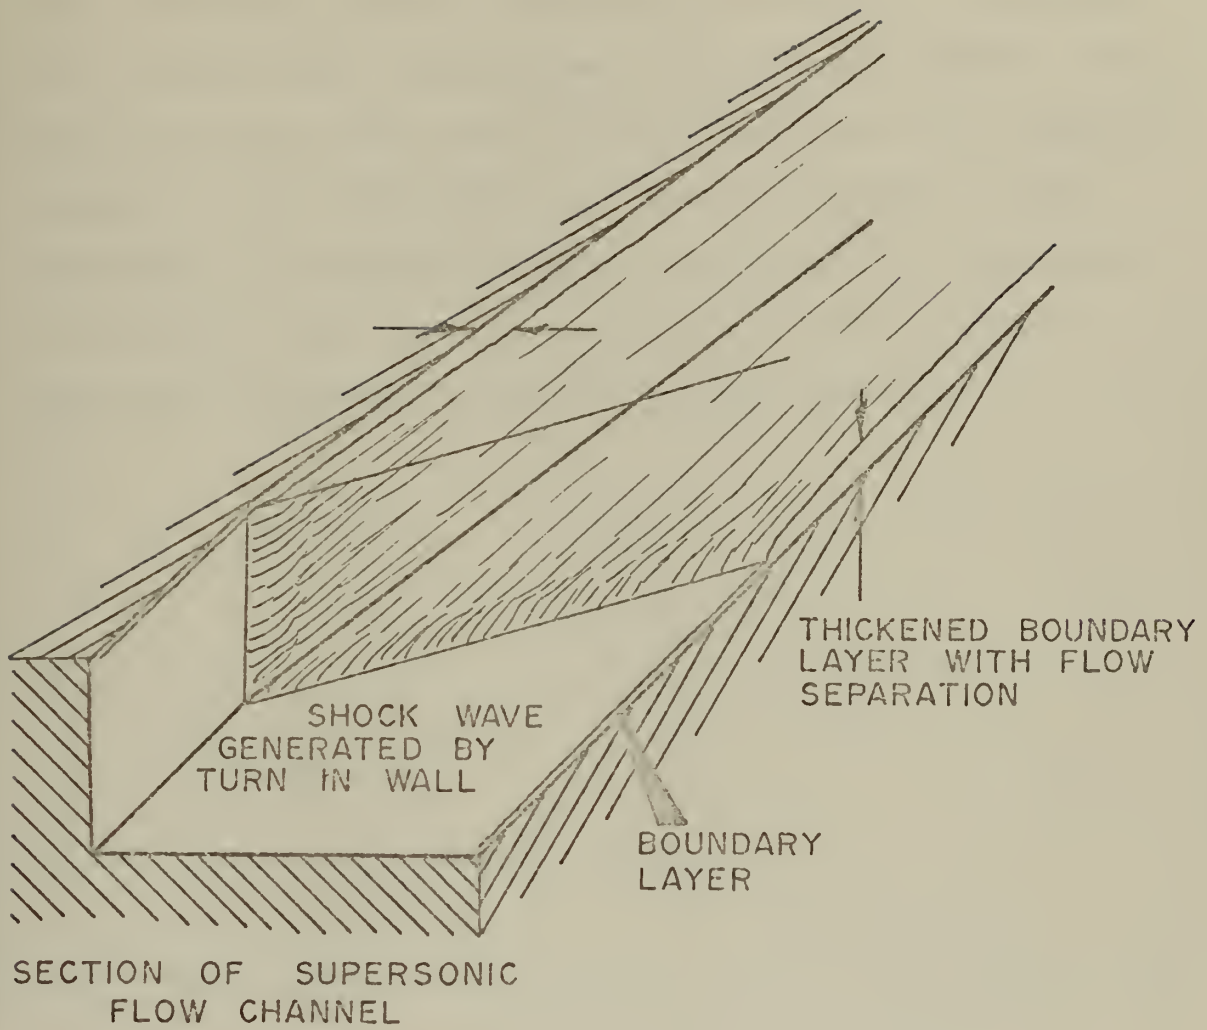 THICKENED BOUNDARY
LAYER WITH FLOW
SEPARATION
SHOCK WAVE
GENERATED BY
TURN IN WALL
BOUNDARY
LAYER
SECTION OF SUPERSONIC
FLOW CHANNEL